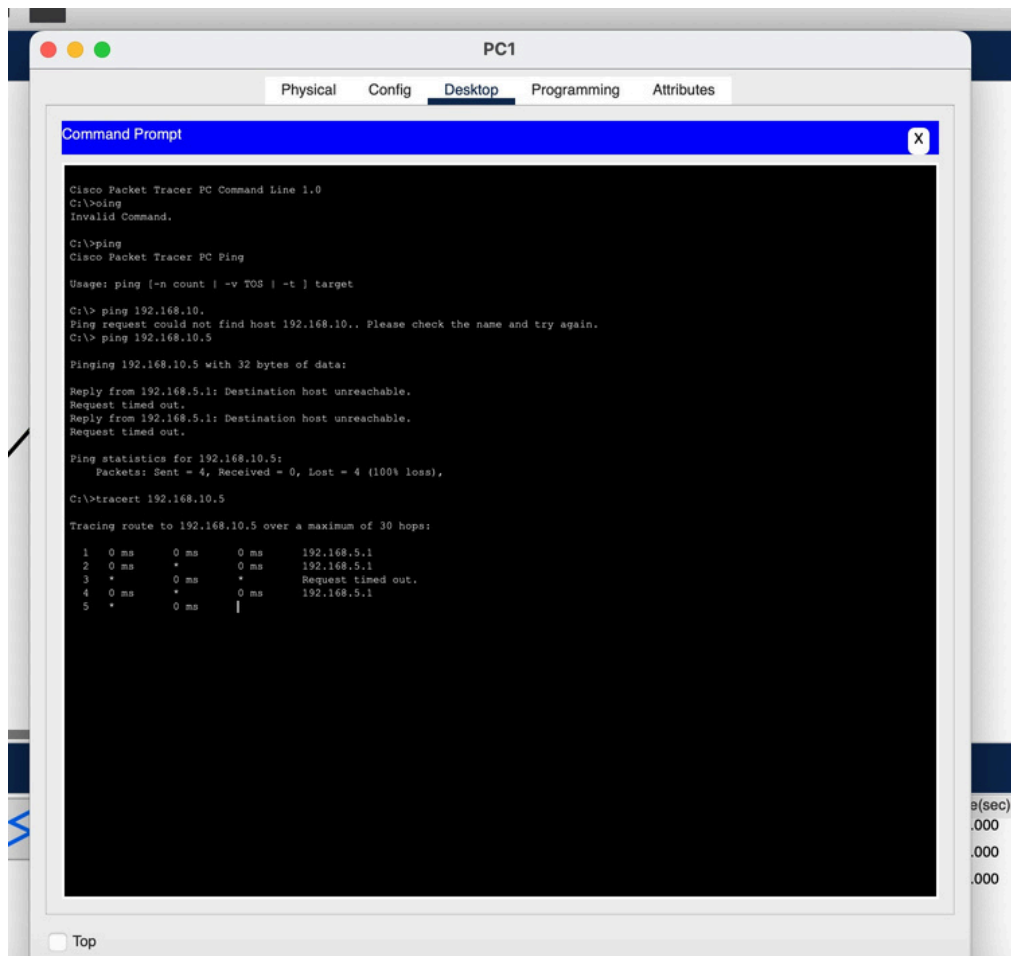 PC1
Physical Config Desktop Programming Attributes
Command Prompt
X
Cisco Packet Tracer PC Command Line 1.0
C:\>oing
Invalid Command.
C:\>ping
Cisco Packet Tracer PC Ping
Usage: ping [-n count | -v TOS | -t ] target
C:\> ping 192.168.10.
Ping request could not find host 192.168.10.. Please check the name and try again.
C:\> ping 192.168.10.5
Pinging 192.168.10.5 with 32 bytes of data:
Reply from 192.168.5.1: Destination host unreachable.
Request timed out.
Reply from 192.168.5.1: Destination host unreachable.
Request timed out.
Ping statistics for 192.168.10.5:
Packets: Sent = 4, Received = 0, Lost = 4 (100% loss),
C:\>tracert 192.168.10.5
Tracing route to 192.168.10.5 over a maximum of 30 hops:
1 0 ms 0 ms 0 ms 192.168.5.1
2 0 ms * 0 ms 192.168.5.1
3 * 0 ms * Request timed out.
4 0 ms * 0 ms 192.168.5.1
5 * 0 ms
e(sec)
.000
.000
.000
Top